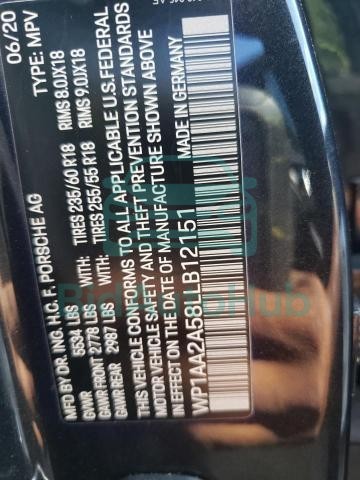 MFD BY DR. ING. H.C. F. PORSCHE AG 06/20
GVWR 5534 LBS TYPE: MPV
GAWR FRONT 2778 LBS WITH: TIRES 235/60 R18 RIMS 8.0JX18
GAWR REAR 2987 LBS WITH: TIRES 255/55 R18 RIMS 9.0JX18
THIS VEHICLE CONFORMS TO ALL APPLICABLE U.S.FEDERAL
MOTOR VEHICLE SAFETY AND THEFT PREVENTION STANDARDS
IN EFFECT ON THE DATE OF MANUFACTURE SHOWN ABOVE
MADE IN GERMANY